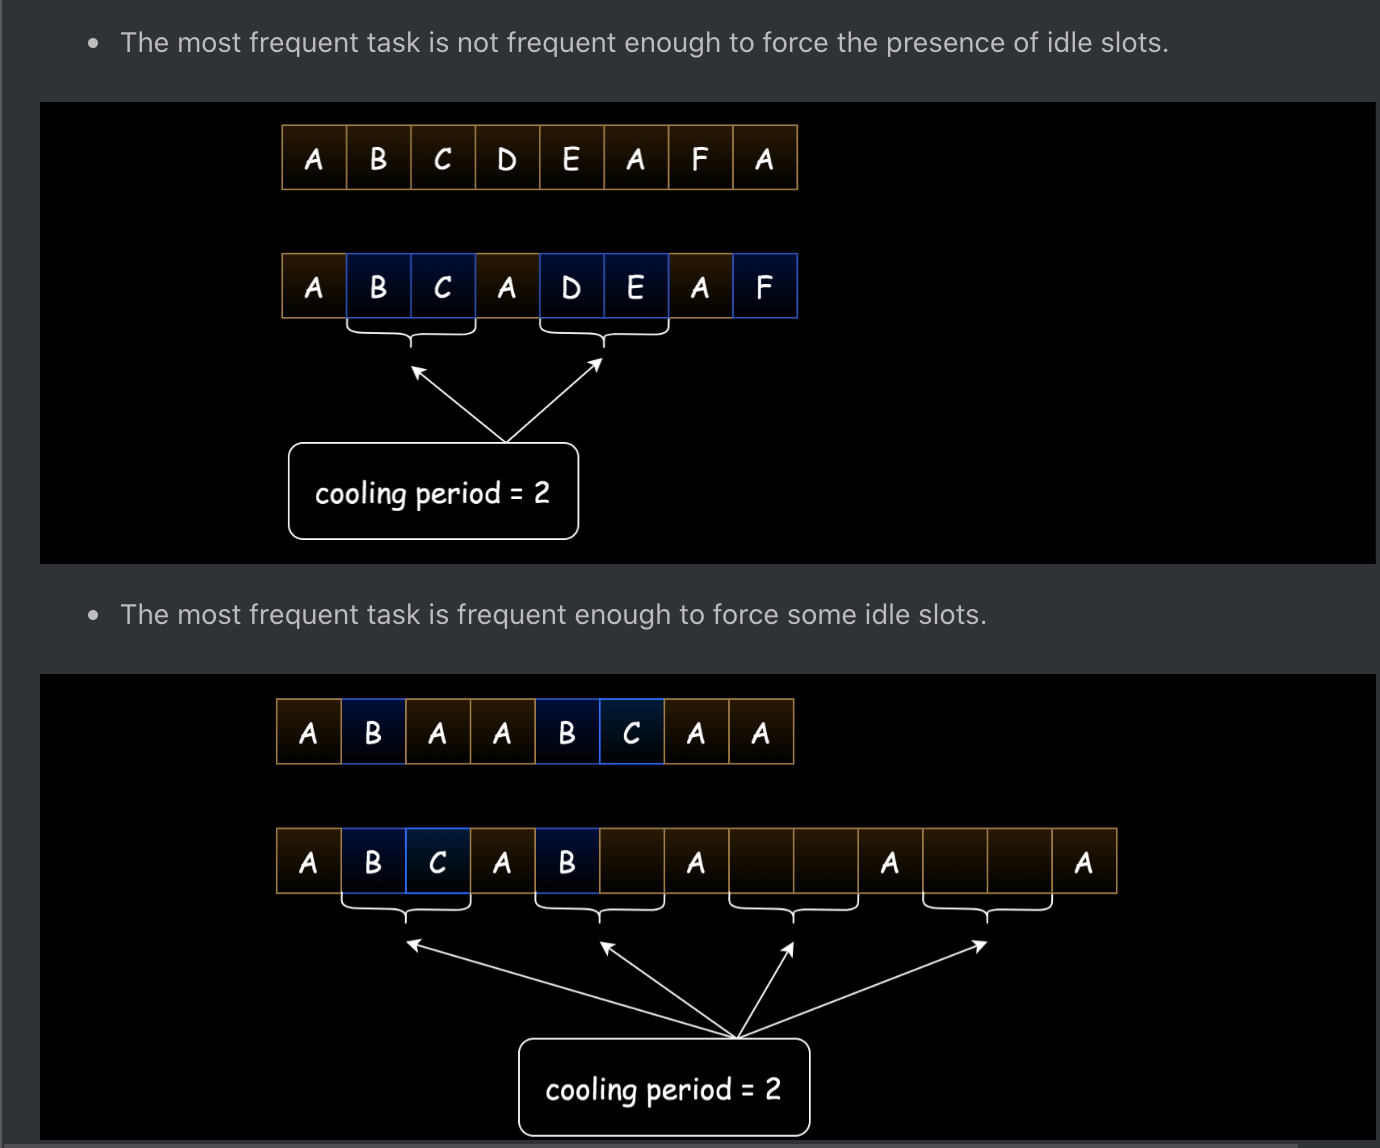 The most frequent task is not frequent enough to force the presence of idle slots.
A B C D E A F A
A B C A D E A F
cooling period = 2
The most frequent task is frequent enough to force some idle slots.
A B A A B C A A
A B C A B A A A
cooling period = 2